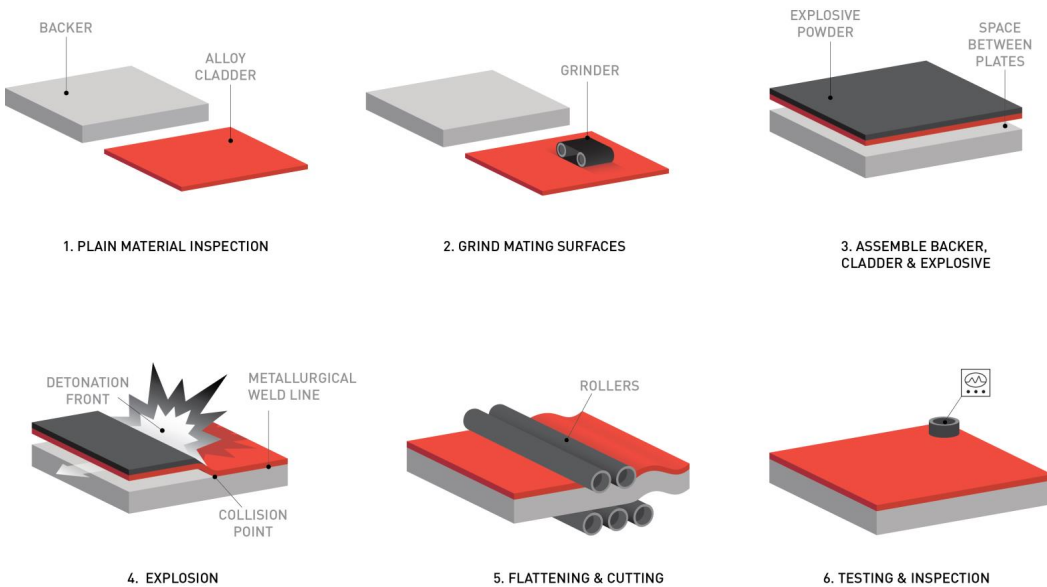 BACKER
ALLOY
CLADDER
1. PLAIN MATERIAL INSPECTION
GRINDER
2. GRIND MATING SURFACES
EXPLOSIVE
POWDER
SPACE
BETWEEN
PLATES
3. ASSEMBLE BACKER,
CLADDER & EXPLOSIVE
DETONATION
FRONT
METALLURGICAL
WELD LINE
COLLISION
POINT
4. EXPLOSION
ROLLERS
5. FLATTENING & CUTTING
6. TESTING & INSPECTION